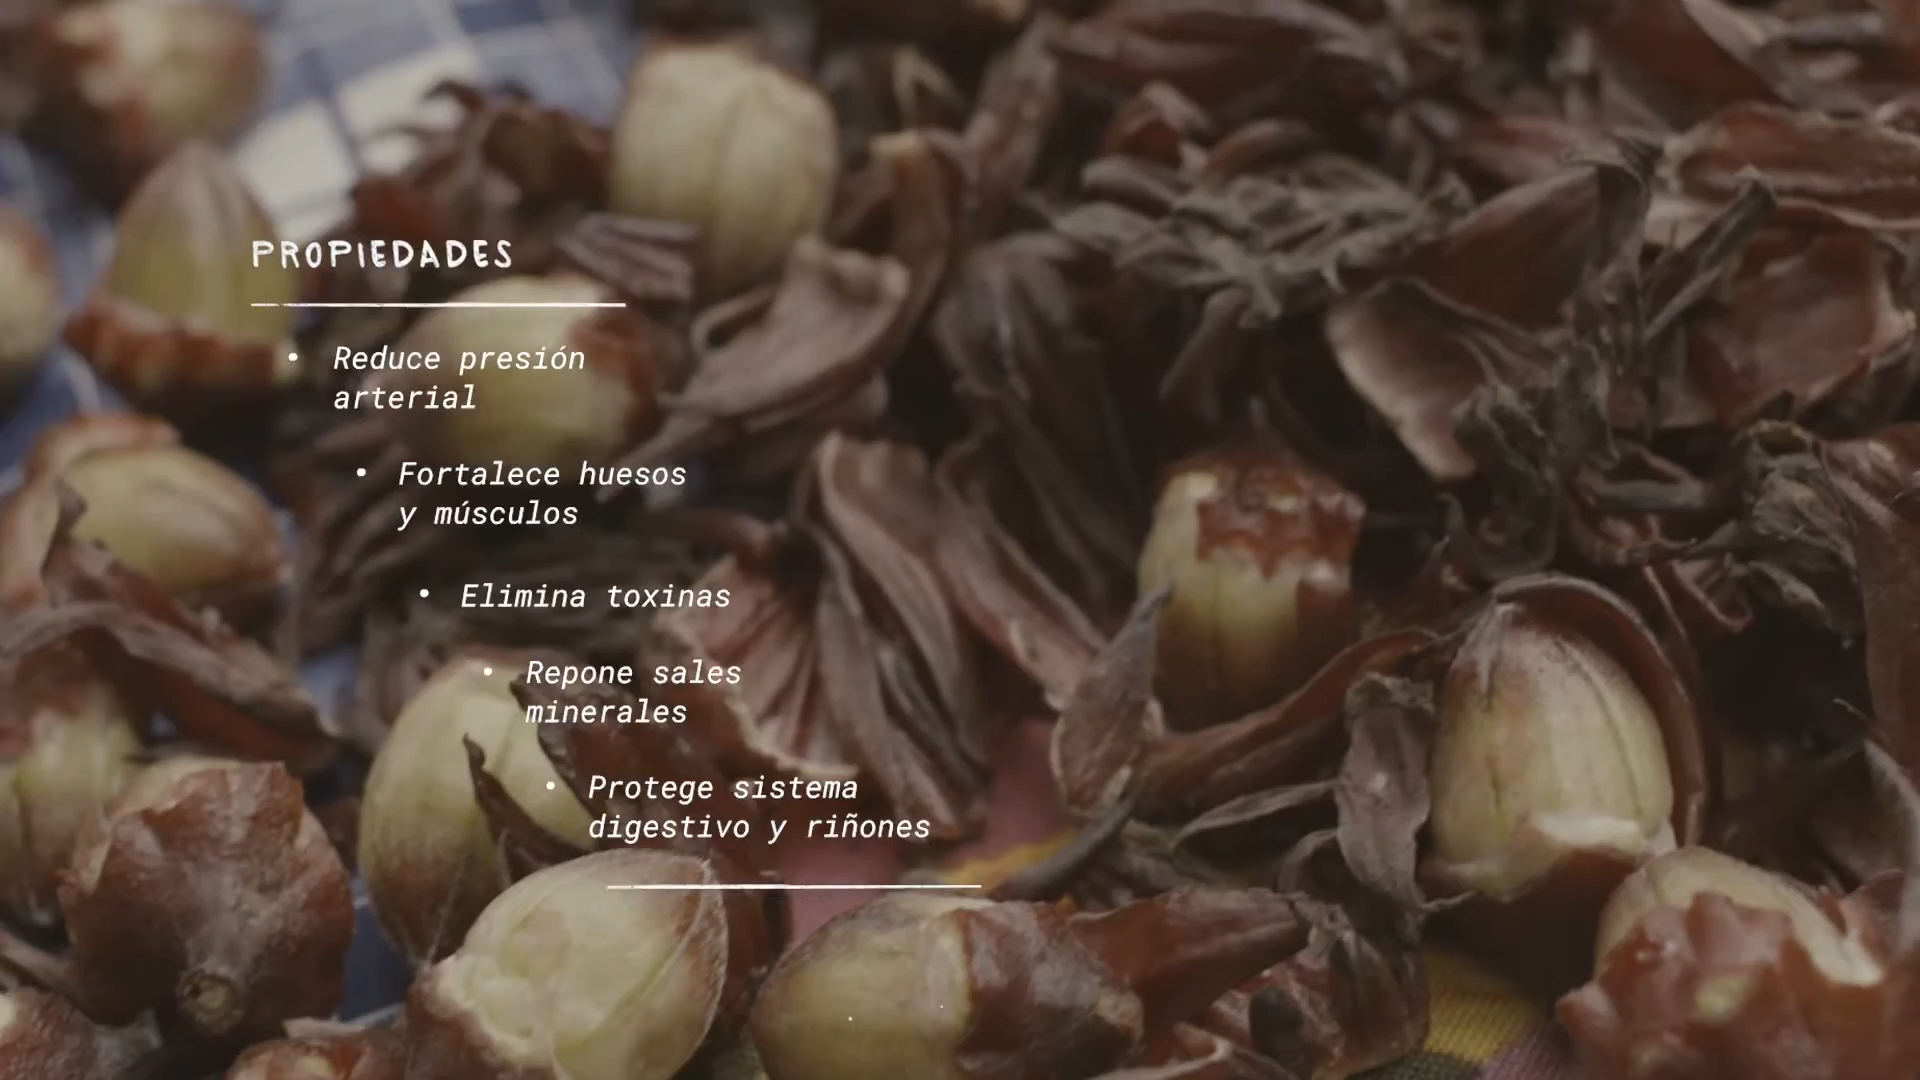 PROPIEDADES
• Reduce presión
arterial
• Fortalece huesos
y músculos
• Elimina toxinas
• Repone sales
minerales
• Protege sistema
digestivo y riñones